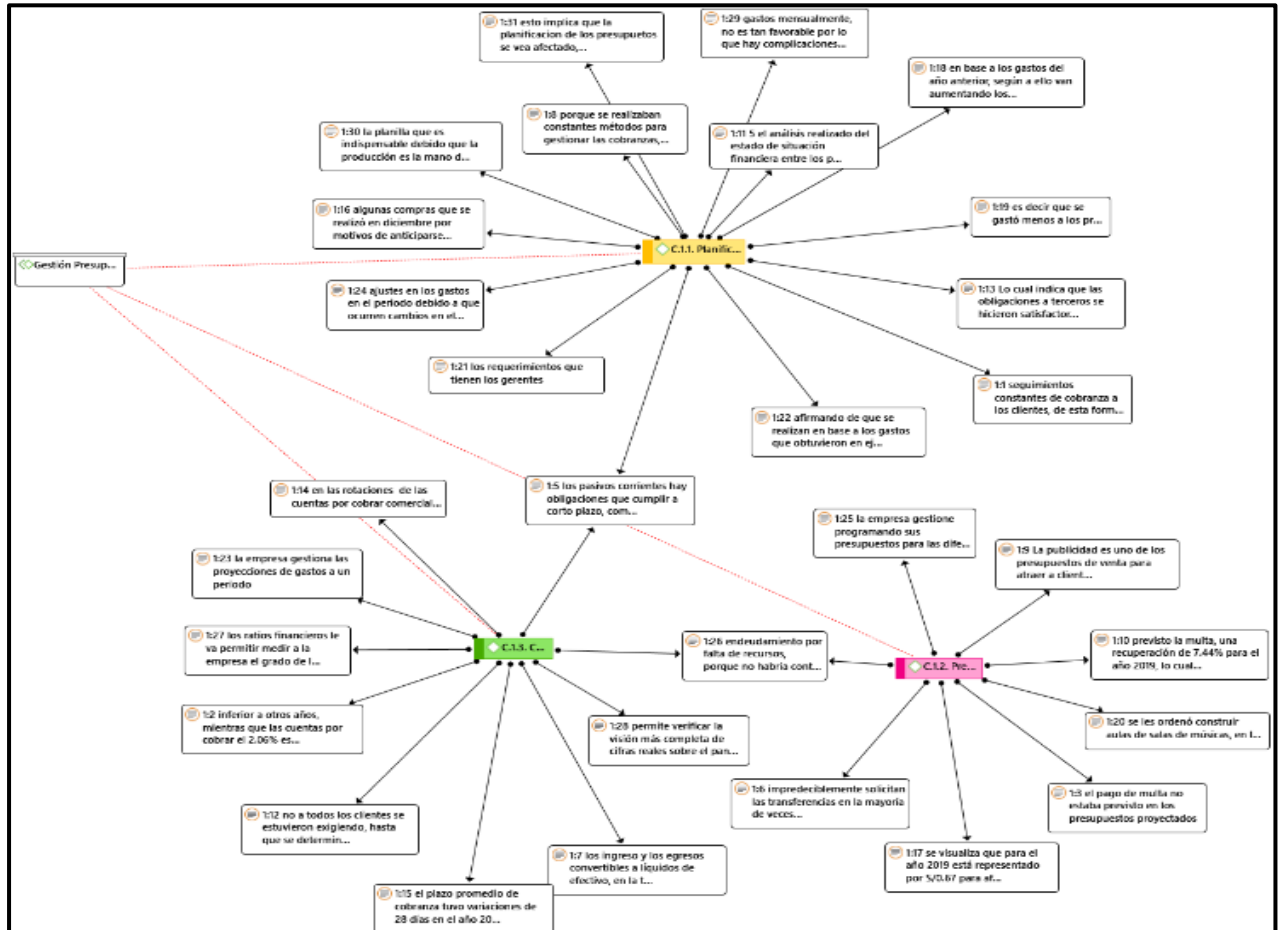 1:31 esto implica que la
planificacion de los presupuetos
se vea afectado,...
1:29 gastos mensualmente,
no es tan favorable por lo
que hay complicaciones...
1:18 en base a los gastos del
año anterior, según a ello van
aumentando los...
1:8 porque se realizaban
constantes métodos para
gestionar las cobranzas,...
1:30 la planilla que es
indispensable debido que la
producción es la mano d...
1:11 5 el análisis realizado del
estado de situación
financiera entre los p...
1:16 algunas compras que se
realizó en diciembre por
motivos de anticiparse...
1:19 es decir que se
gastó menos a los pr...
C.1.1. Planific...
Gestión Presup...
1:24 ajustes en los gastos
en el periodo debido a que
ocurren cambios en el...
1:13 Lo cual indica que las
obligaciones a terceros se
hicieron satisfactor...
1:21 los requerimientos que
tienen los gerentes
1:1 seguimientos
constantes de cobranza a
los clientes, de esta form...
1:22 afirmando de que se
realizan en base a los gastos
que obtuvieron en ej...
1:14 en las rotaciones de las
cuentas por cobrar comercial...
1:5 los pasivos corrientes hay
obligaciones que cumplir a
corto plazo, com...
1:25 la empresa gestione
programando sus
presupuestos para las dife...
1:23 la empresa gestiona las
proyecciones de gastos a un
periodo
1:9 La publicidad es uno de los
presupuestos de venta para
atraer a client...
1:27 los ratios financieros le
va permitir medir a la
empresa el grado de l...
C.1.3. C...
1:26 endeudamiento por
falta de recursos,
porque no habría cont...
C.1.2. Pre...
1:10 previsto la multa, una
recuperación de 7.44% para el
año 2019, lo cual...
1:2 inferior a otros años,
mientras que las cuentas por
cobrar el 2.06% es...
1:28 permite verificar la
visión más completa de
cifras reales sobre el pan...
1:20 se les ordenó construir
aulas de salas de músicas, en l...
1:6 impredeciblemente solicitan
las transferencias en la mayoría
de veces...
1:3 el pago de multa no
estaba previsto en los
presupuestos proyectados
1:12 no a todos los clientes se
estuvieron exigiendo, hasta
que se determin...
1:7 los ingreso y los egresos
convertibles a líquidos de
efectivo, en la t...
1:17 se visualiza que para el
año 2019 está representado
por S/0.67 para af...
1:15 el plazo promedio de
cobranza tuvo variaciones de
28 días en el año 20...